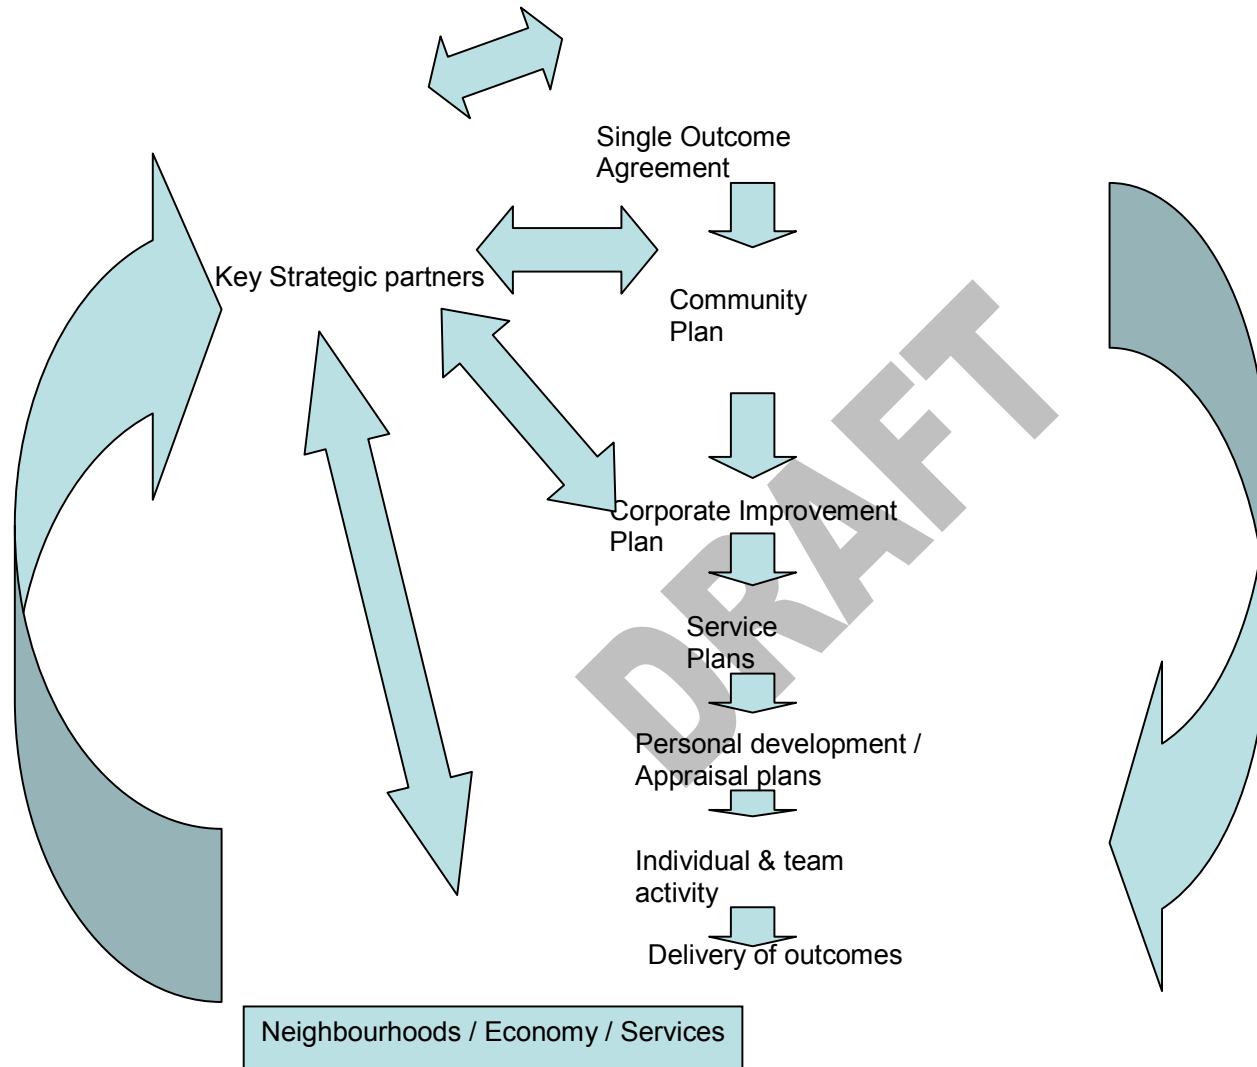 Single Outcome
Agreement
Key Strategic partners
Community
Plan
Corporate Improvement
Plan
DRAFT
Service
Plans
Personal development /
Appraisal plans
Individual & team
activity
Delivery of outcomes
Neighbourhoods / Economy / Services